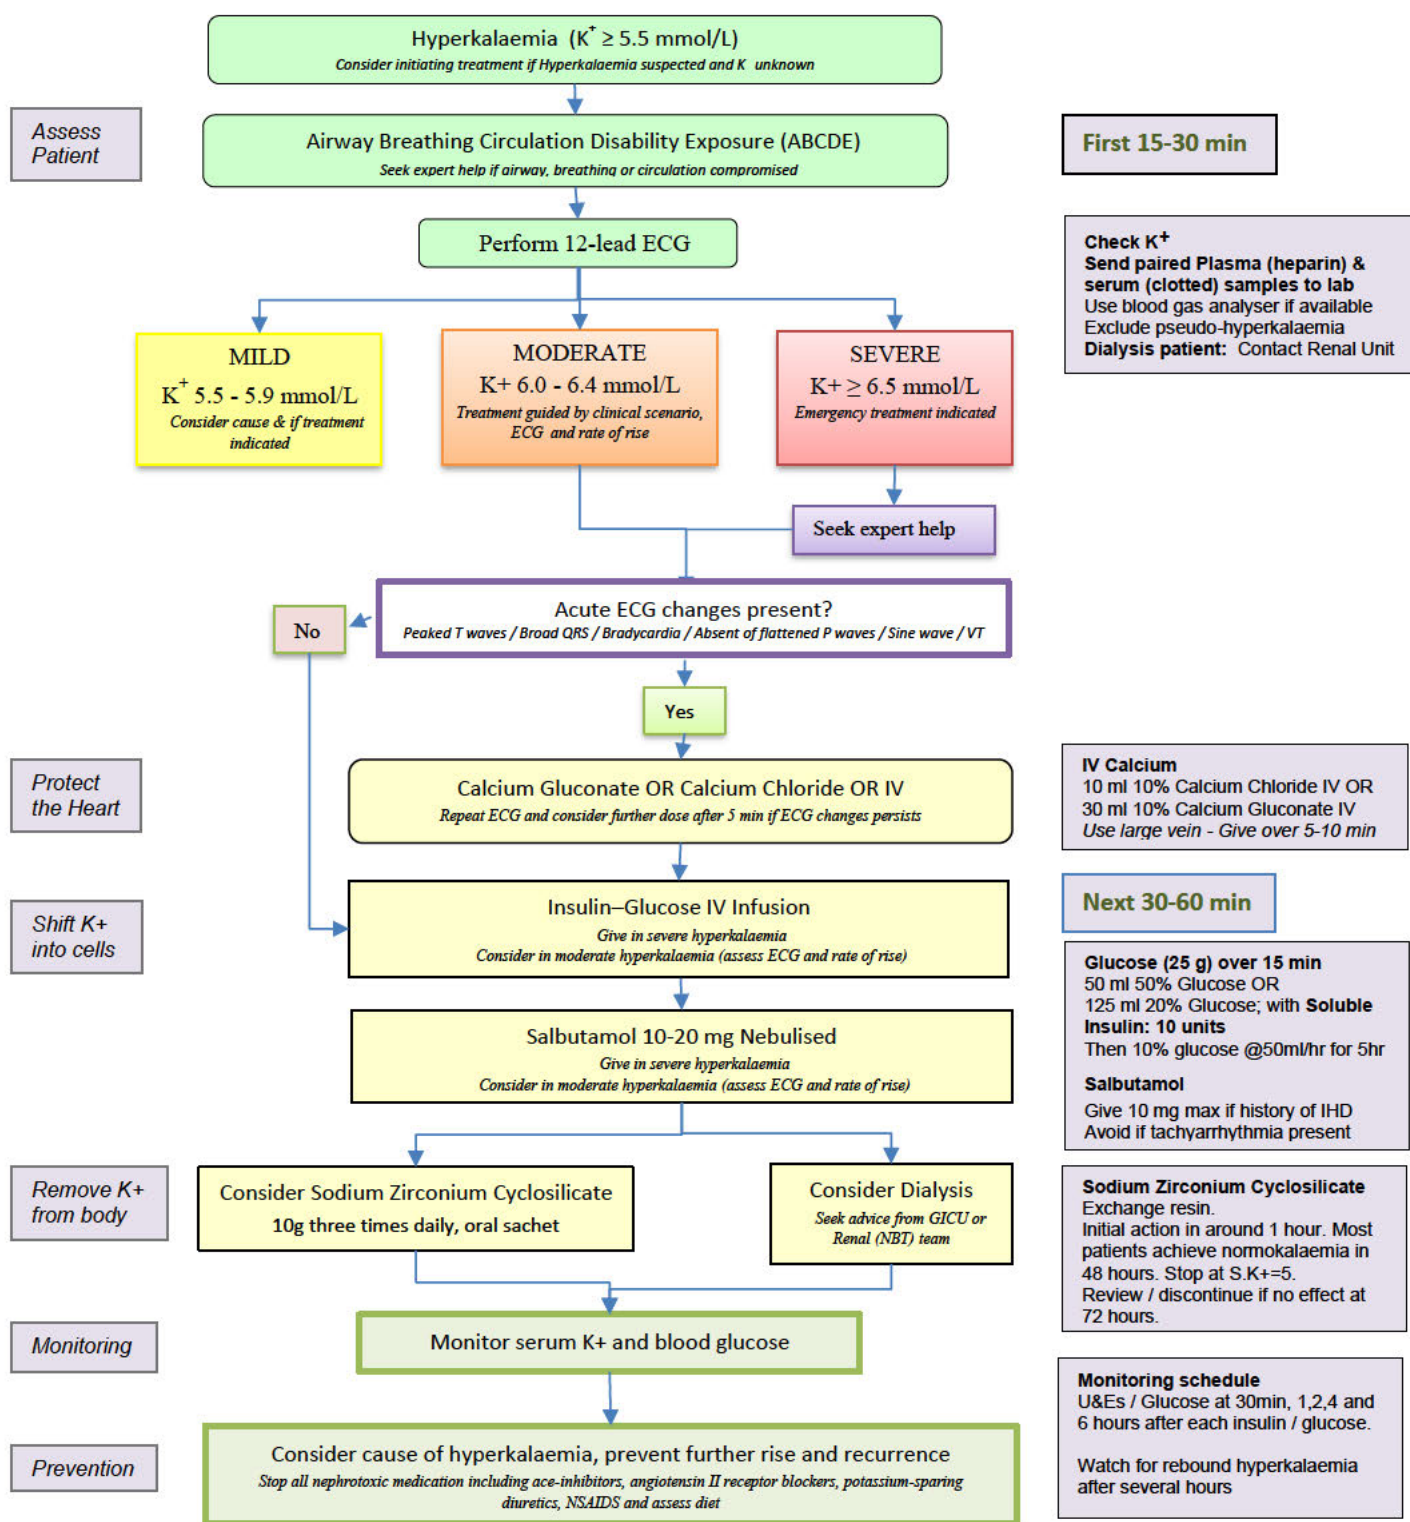 Hyperkalaemia (K⁺ ≥ 5.5 mmol/L)
Consider initiating treatment if Hyperkalaemia suspected and K unknown
Assess
Patient
Airway Breathing Circulation Disability Exposure (ABCDE)
Seek expert help if airway, breathing or circulation compromised
First 15-30 min
Perform 12-lead ECG
Check K⁺
Send paired Plasma (heparin) &
serum (clotted) samples to lab
Use blood gas analyser if available
Exclude pseudo-hyperkalaemia
Dialysis patient: Contact Renal Unit
MILD
K⁺ 5.5 - 5.9 mmol/L
Consider cause & if treatment
indicated
MODERATE
K+ 6.0 - 6.4 mmol/L
Treatment guided by clinical scenario,
ECG and rate of rise
SEVERE
K+ ≥ 6.5 mmol/L
Emergency treatment indicated
Seek expert help
Acute ECG changes present?
Peaked T waves / Broad QRS / Bradycardia / Absent of flattened P waves / Sine wave / VT
No
Yes
Protect
the Heart
Calcium Gluconate OR Calcium Chloride OR IV
Repeat ECG and consider further dose after 5 min if ECG changes persists
IV Calcium
10 ml 10% Calcium Chloride IV OR
30 ml 10% Calcium Gluconate IV
Use large vein - Give over 5-10 min
Shift K+
into cells
Insulin–Glucose IV Infusion
Give in severe hyperkalaemia
Consider in moderate hyperkalaemia (assess ECG and rate of rise)
Next 30-60 min
Salbutamol 10-20 mg Nebulised
Give in severe hyperkalaemia
Consider in moderate hyperkalaemia (assess ECG and rate of rise)
Glucose (25 g) over 15 min
50 ml 50% Glucose OR
125 ml 20% Glucose; with Soluble
Insulin: 10 units
Then 10% glucose @50ml/hr for 5hr
Salbutamol
Give 10 mg max if history of IHD
Avoid if tachyarrhythmia present
Remove K+
from body
Consider Sodium Zirconium Cyclosilicate
10g three times daily, oral sachet
Consider Dialysis
Seek advice from GICU or
Renal (NBT) team
Sodium Zirconium Cyclosilicate
Exchange resin.
Initial action in around 1 hour. Most
patients achieve normokalaemia in
48 hours. Stop at S.K+=5.
Review / discontinue if no effect at
72 hours.
Monitoring
Monitor serum K+ and blood glucose
Monitoring schedule
U&Es / Glucose at 30min, 1,2,4 and
6 hours after each insulin / glucose.
Watch for rebound hyperkalaemia
after several hours
Prevention
Consider cause of hyperkalaemia, prevent further rise and recurrence
Stop all nephrotoxic medication including ace-inhibitors, angiotensin II receptor blockers, potassium-sparing
diuretics, NSAIDS and assess diet